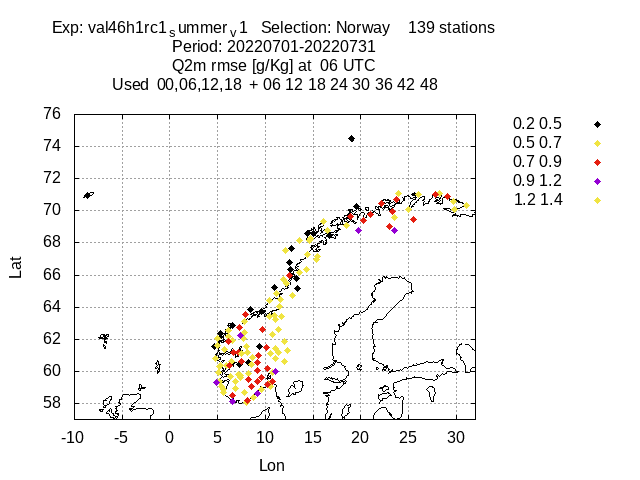 Exp: val46h1rc1summerv1 Selection: Norway 139 stations
Period: 20220701-20220731
Q2m rmse [g/Kg] at 06 UTC
Used 00,06,12,18 + 06 12 18 24 30 36 42 48
76
74
72
70
68
66
64
62
60
58
Lat
-10 -5 0 5 10 15 20 25 30
Lon
0.2 0.5
0.5 0.7
0.7 0.9
0.9 1.2
1.2 1.4